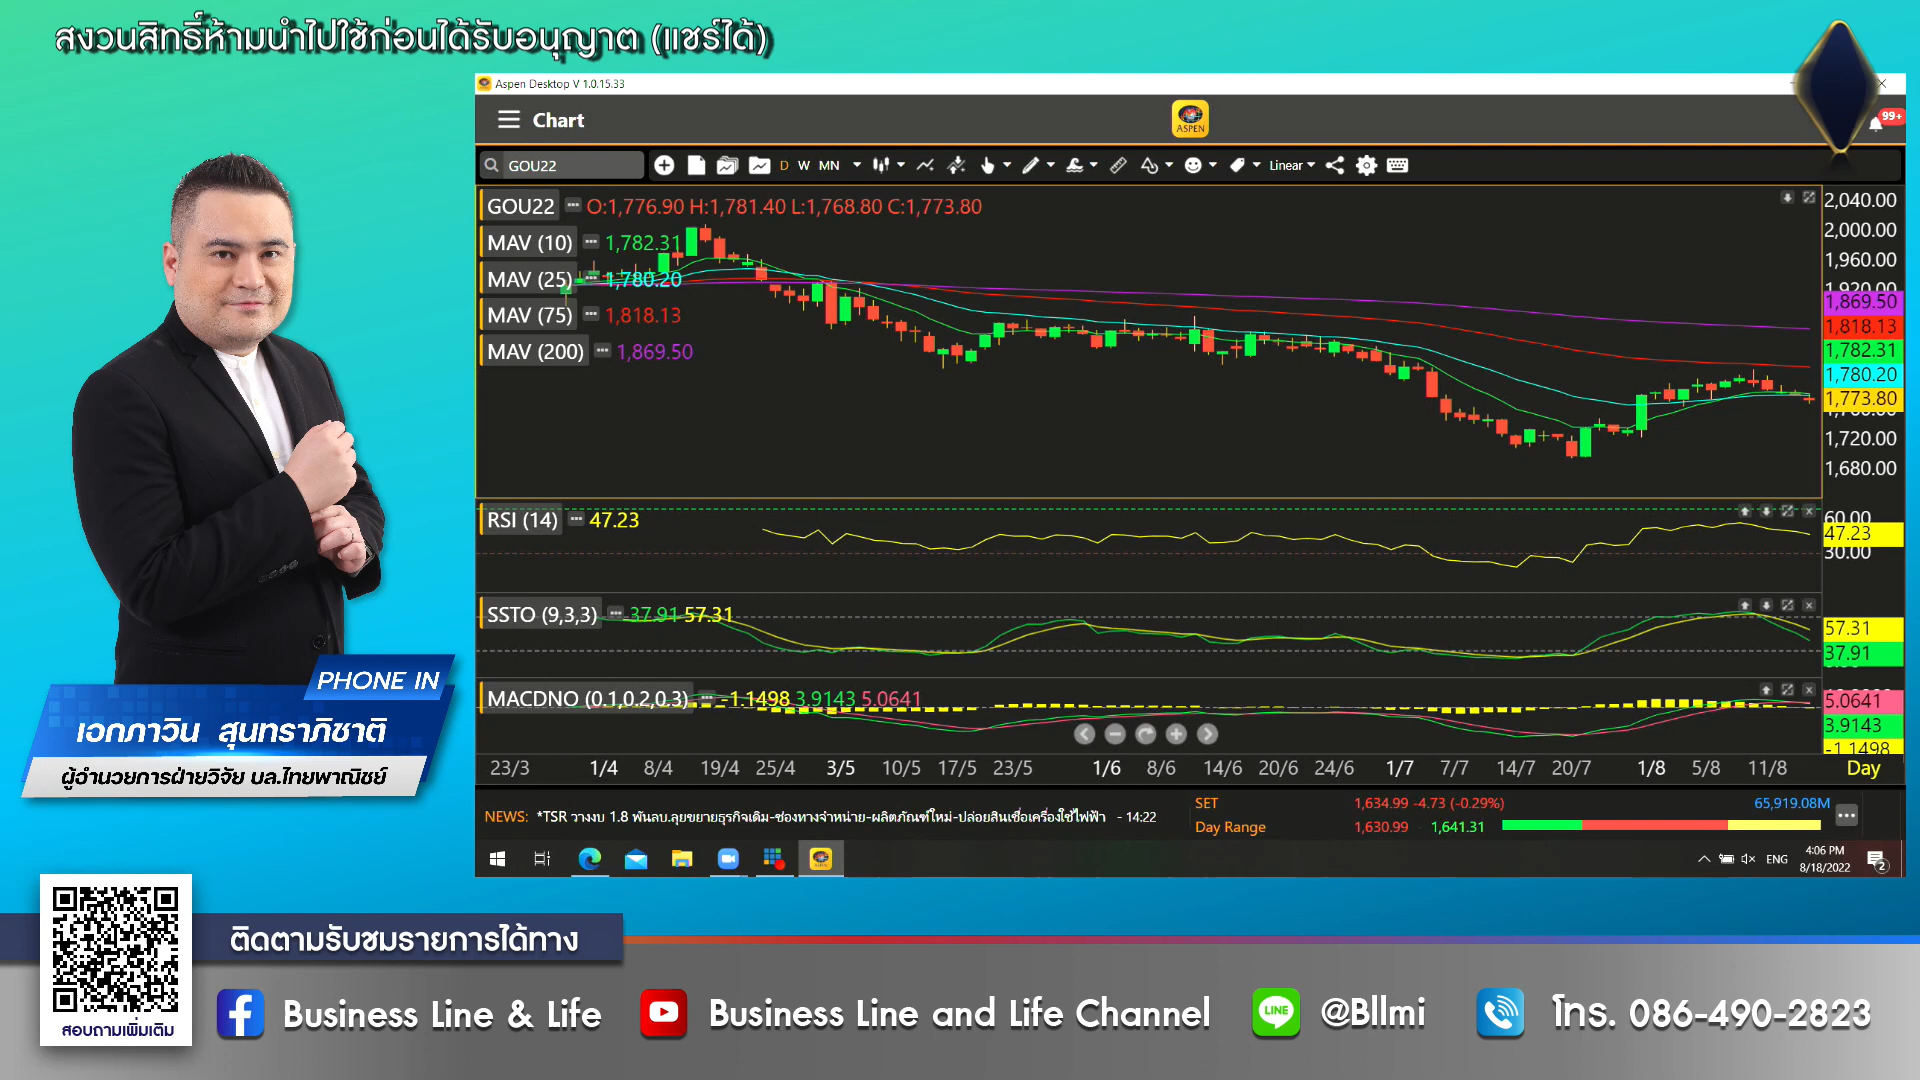 สงวนสิทธิ์ห้ามนำไปใช้ก่อนได้รับอนุญาต (แชร์ได้)
Aspen Desktop V 1.0.15.33
Chart
ASPEN
99+
GOU22
D W MN
Linear
GOU22 O:1,776.90 H:1,781.40 L:1,768.80 C:1,773.80
MAV (10) 1,782.31
MAV (25) 1,780.20
MAV (75) 1,818.13
MAV (200) 1,869.50
2,040.00
2,000.00
1,960.00
1,920.00
1,869.50
1,818.13
1,782.31
1,780.20
1,773.80
1,720.00
1,680.00
RSI (14) 47.23
60.00
47.23
30.00
SSTO (9,3,3) 37.91 57.31
57.31
37.91
MACDNO (0.1,0.2,0.3) -1.1498 3.9143 5.0641
5.0641
3.9143
-1.1498
23/3 1/4 8/4 19/4 25/4 3/5 10/5 17/5 23/5 1/6 8/6 14/6 20/6 24/6 1/7 7/7 14/7 20/7 1/8 5/8 11/8 Day
NEWS: *TSR วางงบ 1.8 พันลบ.ลุยขยายธุรกิจเดิม-ช่องทางจำหน่าย-ผลิตภัณฑ์ใหม่-ปล่อยสินเชื่อเครื่องใช้ไฟฟ้า - 14:22
SET 1,634.99 -4.73 (-0.29%) 65,919.08M
Day Range 1,630.99 - 1,641.31
ENG
4:06 PM
8/18/2022
2
PHONE IN
เอกภาวิน สุนทราภิชาติ
ผู้อำนวยการฝ่ายวิจัย บล.ไทยพาณิชย์
ติดตามรับชมรายการได้ทาง
สอบถามเพิ่มเติม
Business Line & Life
Business Line and Life Channel
LINE
@Bllmi
โทร. 086-490-2823